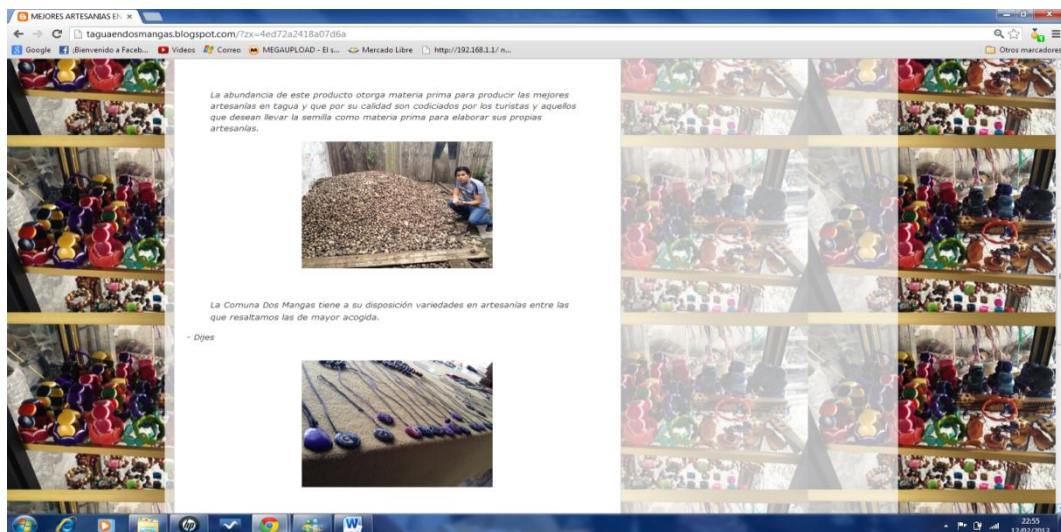 MEJORES ARTESANIAS EN
taguaendosmangas.blogspot.com/?zx=4ed72a2418a07d6a
Google ¡Bienvenido a Faceb... Videos Correo MEGAUPLOAD - El s... Mercado Libre http://192.168.1.1/ n... Otros marcadores
La abundancia de este producto otorga materia prima para producir las mejores
artesanías en tagua y que por su calidad son codiciados por los turistas y aquellos
que desean llevar la semilla como materia prima para elaborar sus propias
artesanías.
La Comuna Dos Mangas tiene a su disposición variedades en artesanías entre las
que resaltamos las de mayor acogida.
- Dijes
22:55
12/02/2013